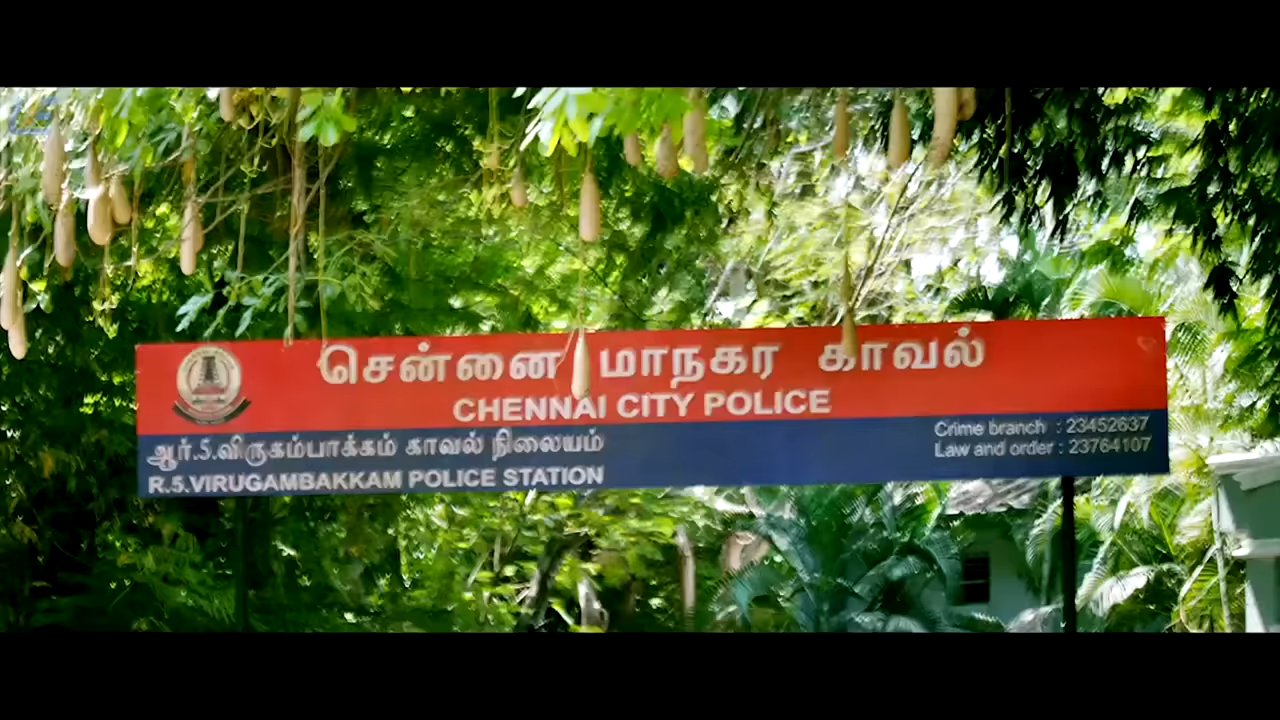 சென்னை மாநகர காவல்
CHENNAI CITY POLICE
ஆர்.5.விருகம்பாக்கம் காவல் நிலையம்
R.5.VIRUGAMBAKKAM POLICE STATION
Crime branch : 23452637
Law and order : 23764107